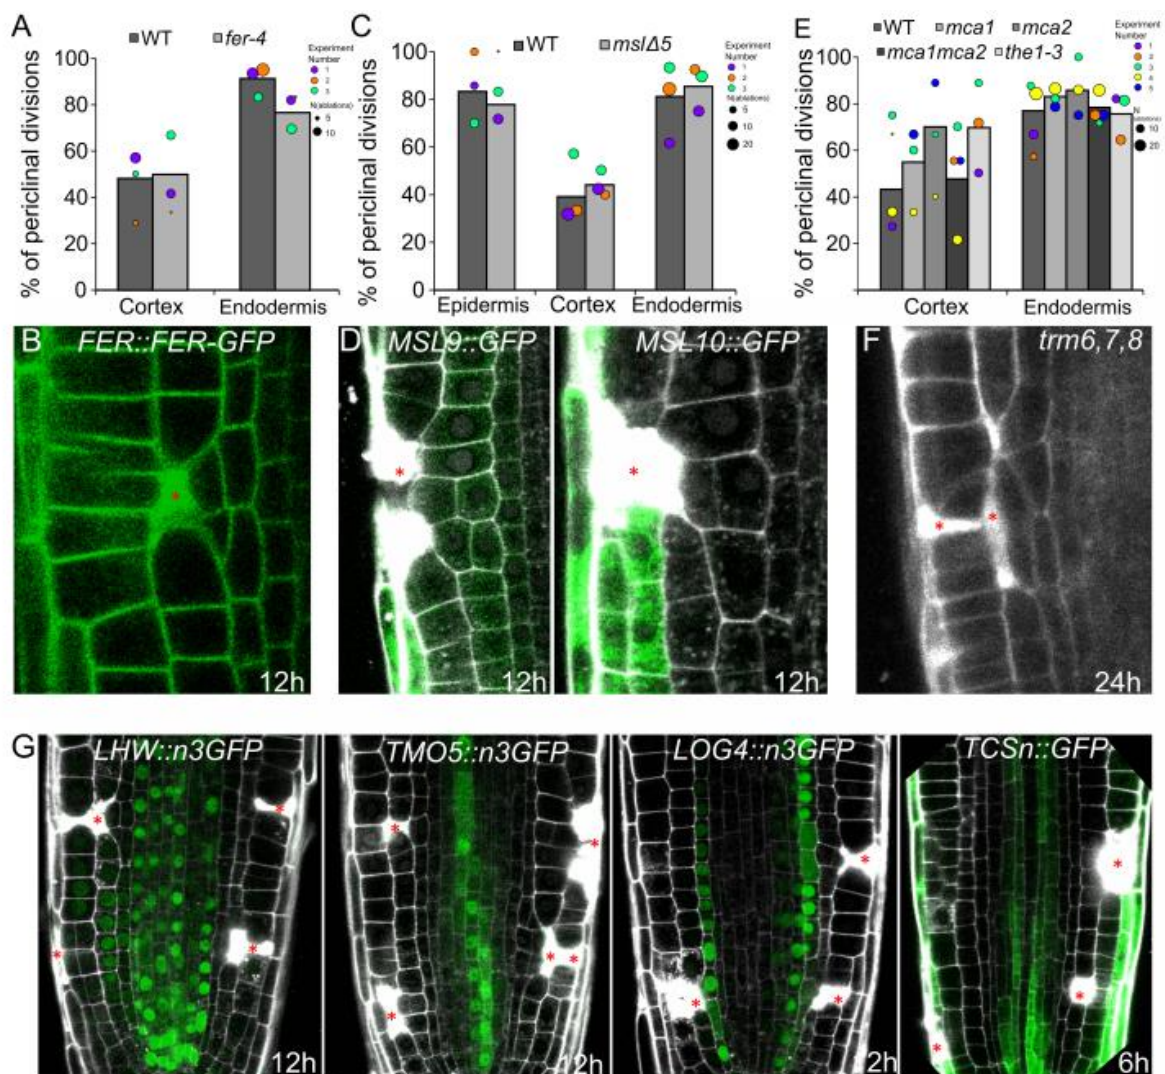 A
WT fer-4
Experiment
Number
1
2
3
N(ablations)
5
10
% of periclinal divisions
100
80
60
40
20
0
Cortex Endodermis
C
WT mslΔ5
Experiment
Number
1
2
3
N(ablations)
5
10
20
% of periclinal divisions
100
80
60
40
20
0
Epidermis Cortex Endodermis
E
WT mca1 mca2
mca1mca2 the1-3
Experiment
Number
1
2
3
4
5
N
10
20
% of periclinal divisions
100
80
60
40
20
Cortex Endodermis
B FER::FER-GFP
12h
D MSL9::GFP
12h
MSL10::GFP
12h
F trm6,7,8
24h
G LHW::n3GFP
12h
TMO5::n3GFP
12h
LOG4::n3GFP
2h
TCSn::GFP
6h